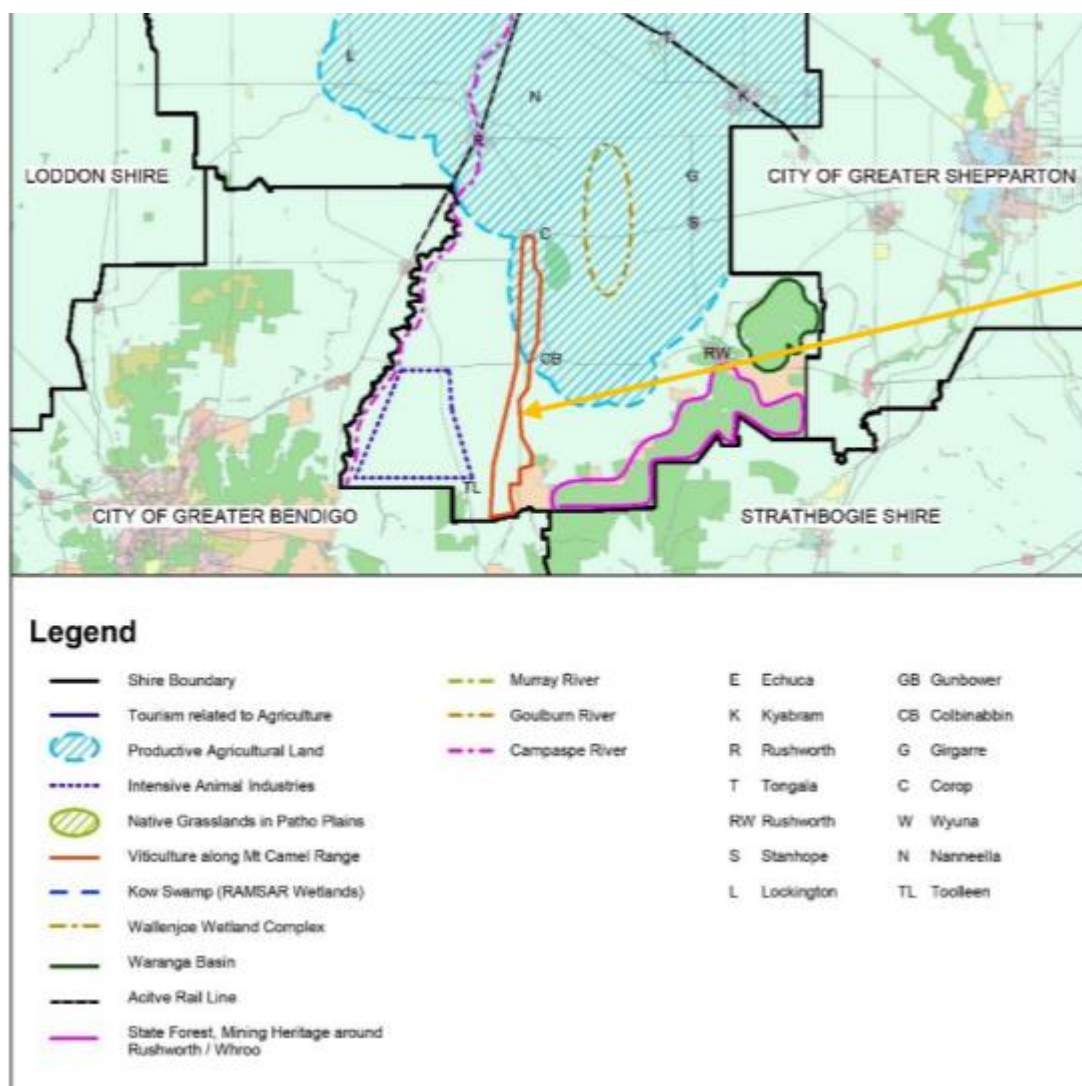 L
T
N
K
R
LODDON SHIRE
G
CITY OF GREATER SHEPPARTON
S
C
CB
RW
TL
CITY OF GREATER BENDIGO
STRATHBOGIE SHIRE
Legend
Shire Boundary
Tourism related to Agriculture
Productive Agricultural Land
Intensive Animal Industries
Native Grasslands in Patho Plains
Viticulture along Mt Camel Range
Kow Swamp (RAMSAR Wetlands)
Wallenjoe Wetland Complex
Waranga Basin
Acitve Rail Line
State Forest, Mining Heritage around
Rushworth / Whroo
Murray River
Goulburn River
Campaspe River
E Echuca
K Kyabram
R Rushworth
T Tongala
RW Rushworth
S Stanhope
L Lockington
GB Gunbower
CB Colbinabbin
G Girgarre
C Corop
W Wyuna
N Nanneella
TL Toolleen